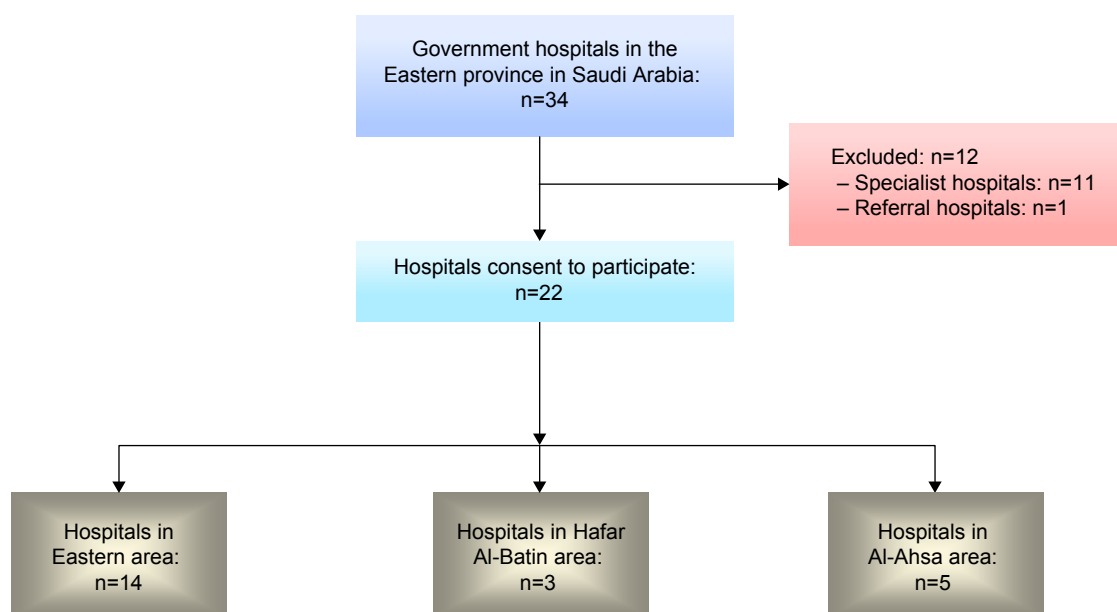 Government hospitals in the
Eastern province in Saudi Arabia:
n=34
Excluded: n=12
– Specialist hospitals: n=11
– Referral hospitals: n=1
Hospitals consent to participate:
n=22
Hospitals in
Eastern area:
n=14
Hospitals in Hafar
Al-Batin area:
n=3
Hospitals in
Al-Ahsa area:
n=5